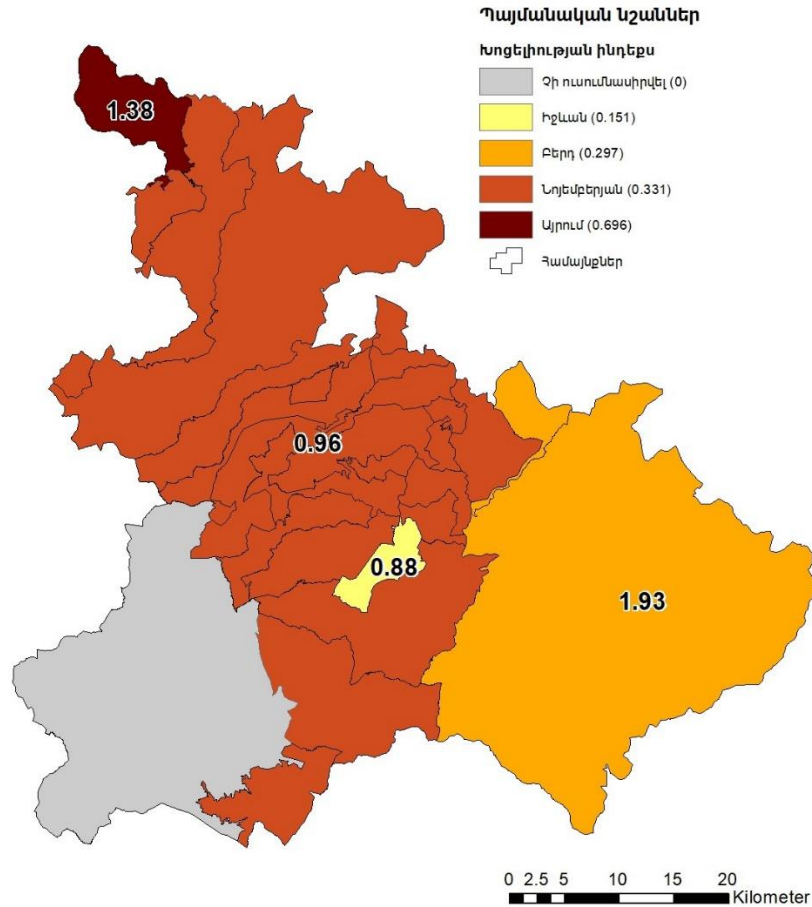 Պայմանական նշաններ
Խոցելիության ինդեքս
Չի ուսումնասիրվել (0)
Իջևան (0.151)
Բերդ (0.297)
Նոյեմբերյան (0.331)
Այրում (0.696)
Համայնքներ
1.38
0.96
0.88
1.93
0 2.5 5 10 15 20
Kilometer